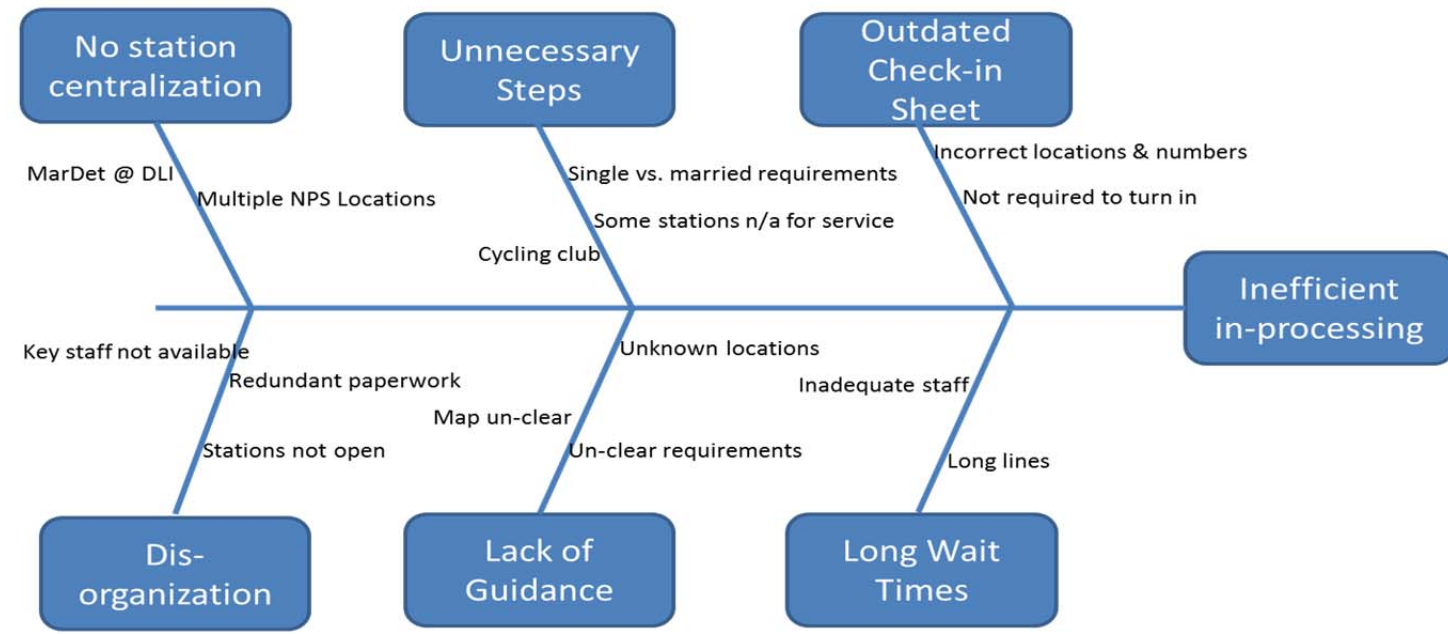 No station
centralization
Unnecessary
Steps
Outdated
Check-in
Sheet
MarDet @ DLI
Multiple NPS Locations
Single vs. married requirements
Some stations n/a for service
Cycling club
Incorrect locations & numbers
Not required to turn in
Inefficient
in-processing
Key staff not available
Redundant paperwork
Stations not open
Unknown locations
Map un-clear
Un-clear requirements
Inadequate staff
Long lines
Dis-
organization
Lack of
Guidance
Long Wait
Times